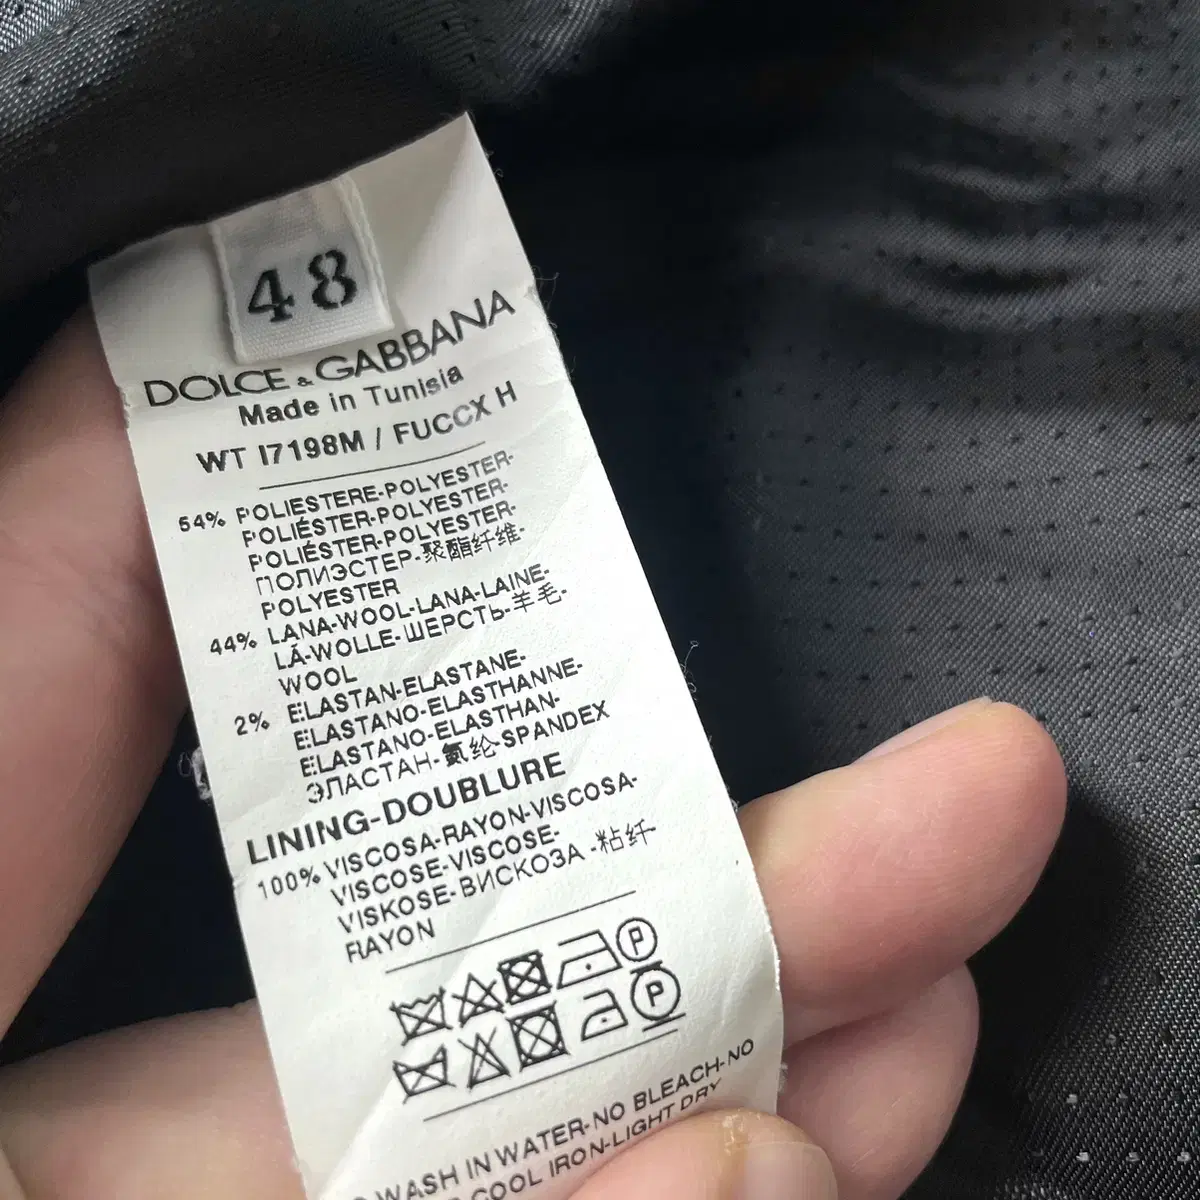 48
DOLCE & GABBANA
Made in Tunisia
WT I7198M / FUCCX H
54% POLIESTERE-POLYESTER-
POLIÉSTER-POLYESTER-
POLIÉSTER-POLYESTER-
ПОЛИЭСТЕР-聚酯纤维-
POLYESTER
44% LANA-WOOL-LANA-LAINE-
LÃ-WOLLE-ШЕРСТЬ-羊毛-
WOOL
2% ELASTAN-ELASTANE-
ELASTANO-ELASTHANNE-
ELASTANO-ELASTHAN-
ЭЛАСТАН-氨纶-SPANDEX
LINING-DOUBLURE
100% VISCOSA-RAYON-VISCOSA-
VISCOSE-VISCOSE-
VISKOSE-ВИСКОЗА-粘纤-
RAYON
P
P
WASH IN WATER-NO BLEACH-NO
COOL IRON-LIGHT DRY